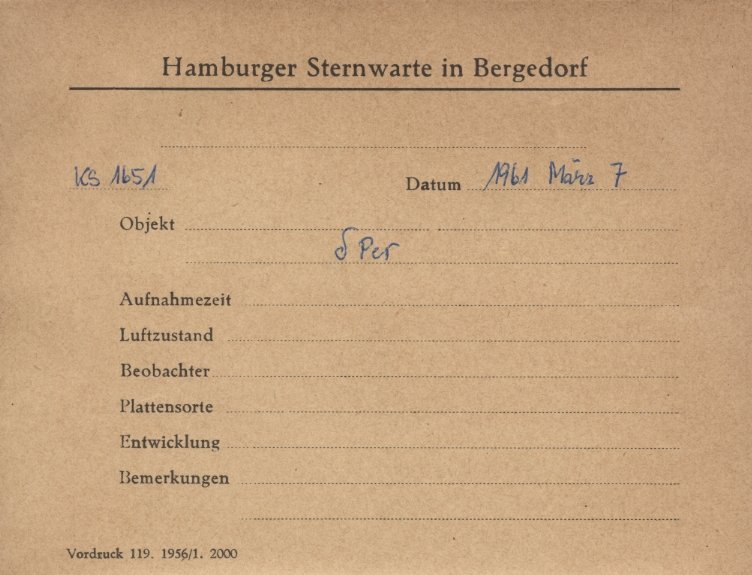 Hamburger Sternwarte in Bergedorf
KS 1651 Datum 1961 März 7
Objekt
δ Per
Aufnahmezeit
Luftzustand
Beobachter
Plattensorte
Entwicklung
Bemerkungen
Vordruck 119. 1956/1. 2000